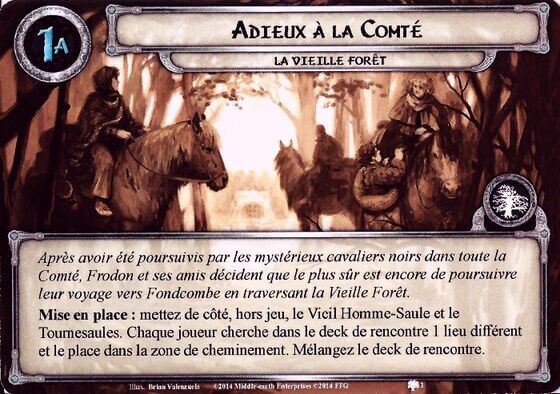 1A
Adieux à la Comté
La Vieille Forêt
Après avoir été poursuivis par les mystérieux cavaliers noirs dans toute la
Comté, Frodon et ses amis décident que le plus sûr est encore de poursuivre
leur voyage vers Fondcombe en traversant la Vieille Forêt.
Mise en place : mettez de côté, hors jeu, le Vieil Homme-Saule et le
Tournesaules. Chaque joueur cherche dans le deck de rencontre 1 lieu différent
et le place dans la zone de cheminement. Mélangez le deck de rencontre.
Illus. Brian Valenzuela ©2014 Middle-earth Enterprises ©2014 FFG 1